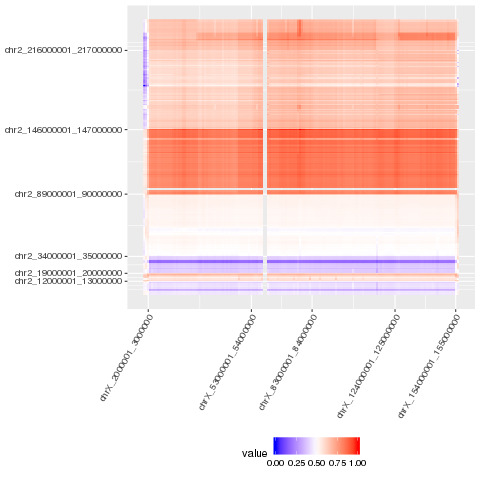 chr2_216000001_217000000
chr2_146000001_147000000
chr2_89000001_90000000
chr2_34000001_35000000
chr2_19000001_20000000
chr2_12000001_13000000
chrX_2000001_3000000
chrX_53000001_54000000
chrX_83000001_84000000
chrX_124000001_125000000
chrX_154000001_155000000
value
0.00 0.25 0.50 0.75 1.00